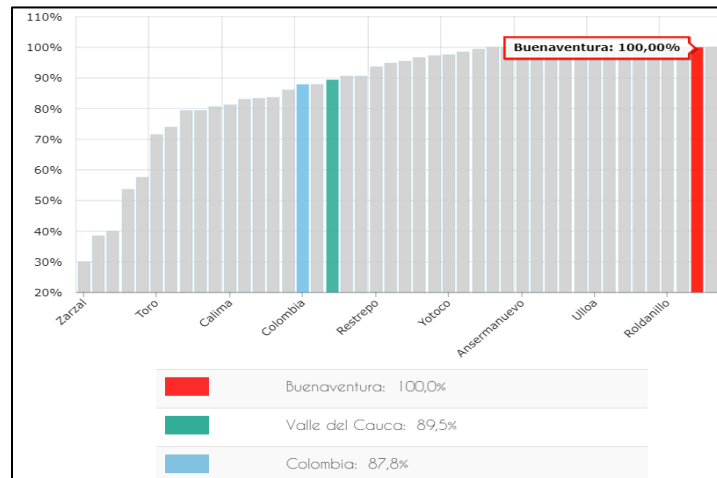 110%
100%
Buenaventura: 100,00%
90%
80%
70%
60%
50%
40%
30%
20%
Zarzal
Toro
Calima
Colombia
Restrepo
Yotoco
Ansermanuevo
Ulloa
Roldanillo
Buenaventura: 100,0%
Valle del Cauca: 89,5%
Colombia: 87,8%